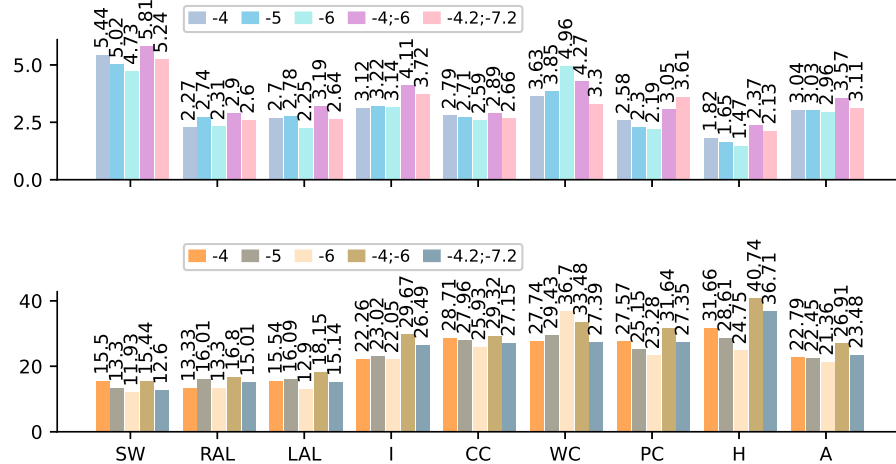 -4 -5 -6 -4;-6 -4.2;-7.2
5.0
2.5
0.0
5.44 5.02 4.73 5.81 5.24
2.27 2.74 2.31 2.9 2.6
2.7 2.78 2.25 3.19 2.64
3.12 3.22 3.14 4.11 3.72
2.79 2.71 2.59 2.89 2.66
3.63 3.85 4.96 4.27 3.3
2.58 2.3 2.19 3.05 3.61
1.82 1.65 1.47 2.37 2.13
3.04 3.03 2.96 3.57 3.11
-4 -5 -6 -4;-6 -4.2;-7.2
40
20
0
15.5 13.3 11.93 15.44 12.6
13.33 16.01 13.3 16.8 15.01
15.54 16.09 12.9 18.15 15.14
22.26 23.02 22.05 29.67 26.49
28.71 27.96 25.93 29.32 27.15
27.74 29.43 36.7 33.48 27.39
27.57 25.15 23.28 31.64 27.35
31.66 28.61 24.75 40.74 36.71
22.79 22.45 21.36 26.91 23.48
SW RAL LAL I CC WC PC H A